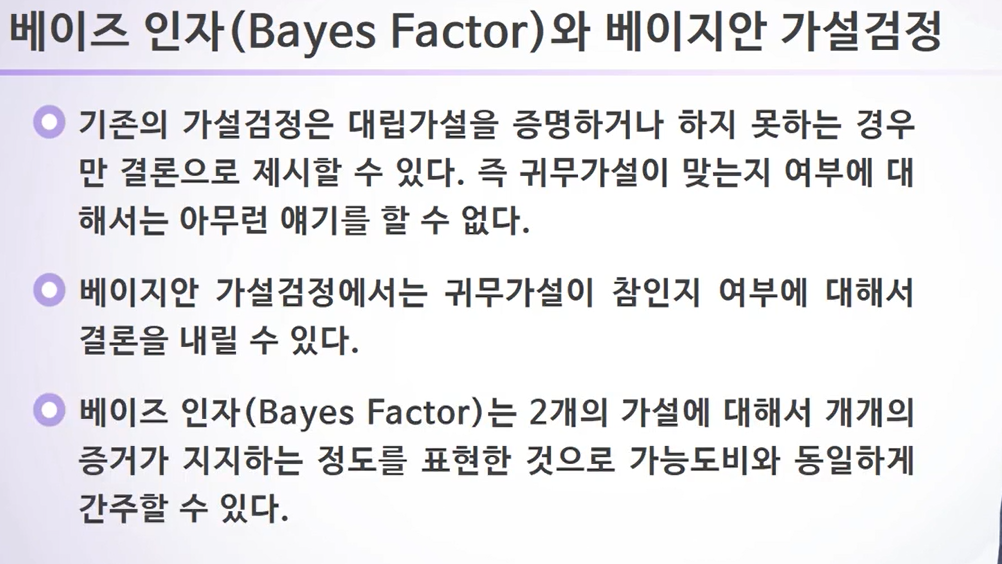 베이즈 인자(Bayes Factor)와 베이지안 가설검정
기존의 가설검정은 대립가설을 증명하거나 하지 못하는 경우
만 결론으로 제시할 수 있다. 즉 귀무가설이 맞는지 여부에 대
해서는 아무런 얘기를 할 수 없다.
베이지안 가설검정에서는 귀무가설이 참인지 여부에 대해서
결론을 내릴 수 있다.
베이즈 인자(Bayes Factor)는 2개의 가설에 대해서 개개의
증거가 지지하는 정도를 표현한 것으로 가능도비와 동일하게
간주할 수 있다.